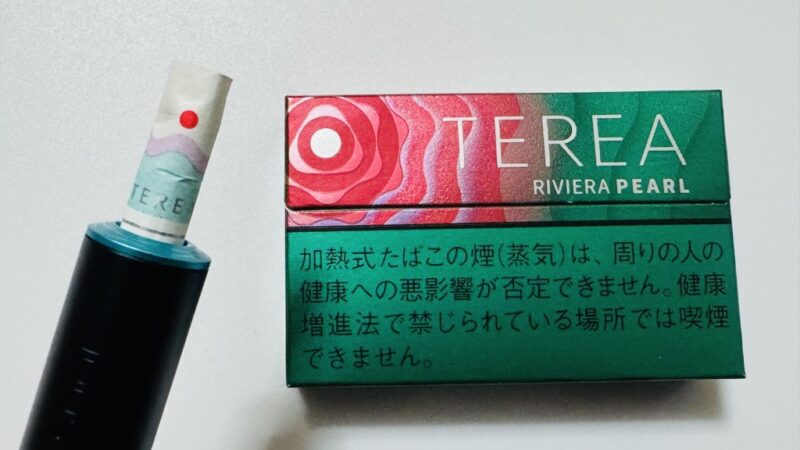 TEREA
TEREA
RIVIERA PEARL
加熱式たばこの煙(蒸気)は、周りの人の
健康への悪影響が否定できません。健康
増進法で禁じられている場所では喫煙
できません。